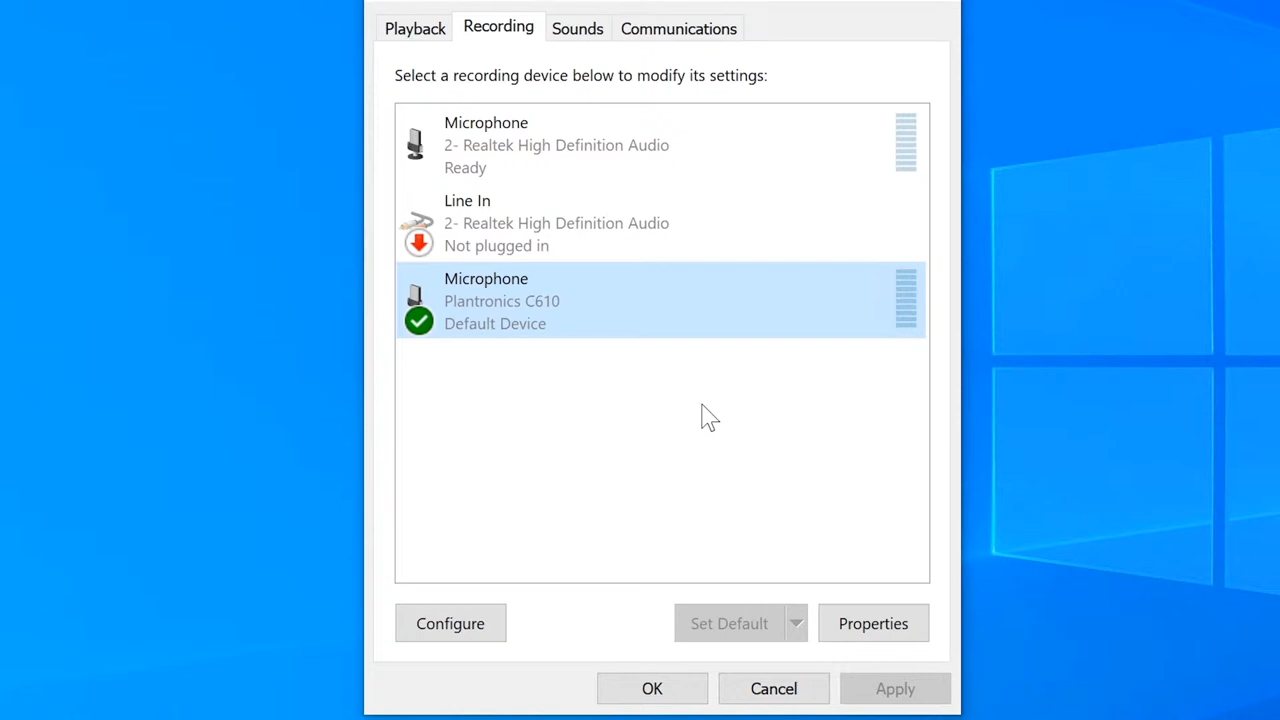 Playback Recording Sounds Communications
Select a recording device below to modify its settings:
Microphone
2- Realtek High Definition Audio
Ready
Line In
2- Realtek High Definition Audio
Not plugged in
Microphone
Plantronics C610
Default Device
Configure Set Default Properties
OK Cancel Apply